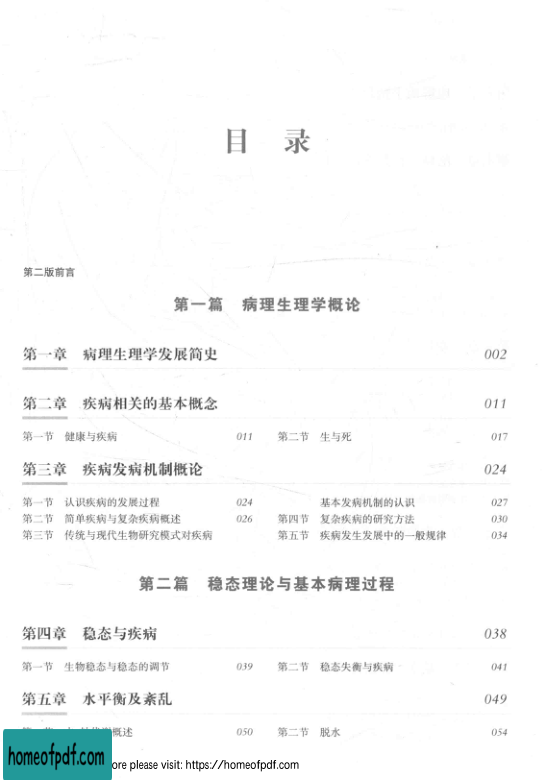 目 录
第二版前言
第一篇 病理生理学概论
第一章 病理生理学发展简史 002
第二章 疾病相关的基本概念 011
第一节 健康与疾病 011
第二节 生与死 017
第三章 疾病发病机制概论 024
第一节 认识疾病的发展过程 024
第二节 简单疾病与复杂疾病概述 026
第三节 传统与现代生物研究模式对疾病
基本发病机制的认识 027
第四节 复杂疾病的研究方法 030
第五节 疾病发生发展中的一般规律 034
第二篇 稳态理论与基本病理过程
第四章 稳态与疾病 038
第一节 生物稳态与稳态的调节 039
第二节 稳态失衡与疾病 041
第五章 水平衡及紊乱 049
概述 050
第二节 脱水 054
homeofpdf.com
ore please visit: https://homeofpdf.com